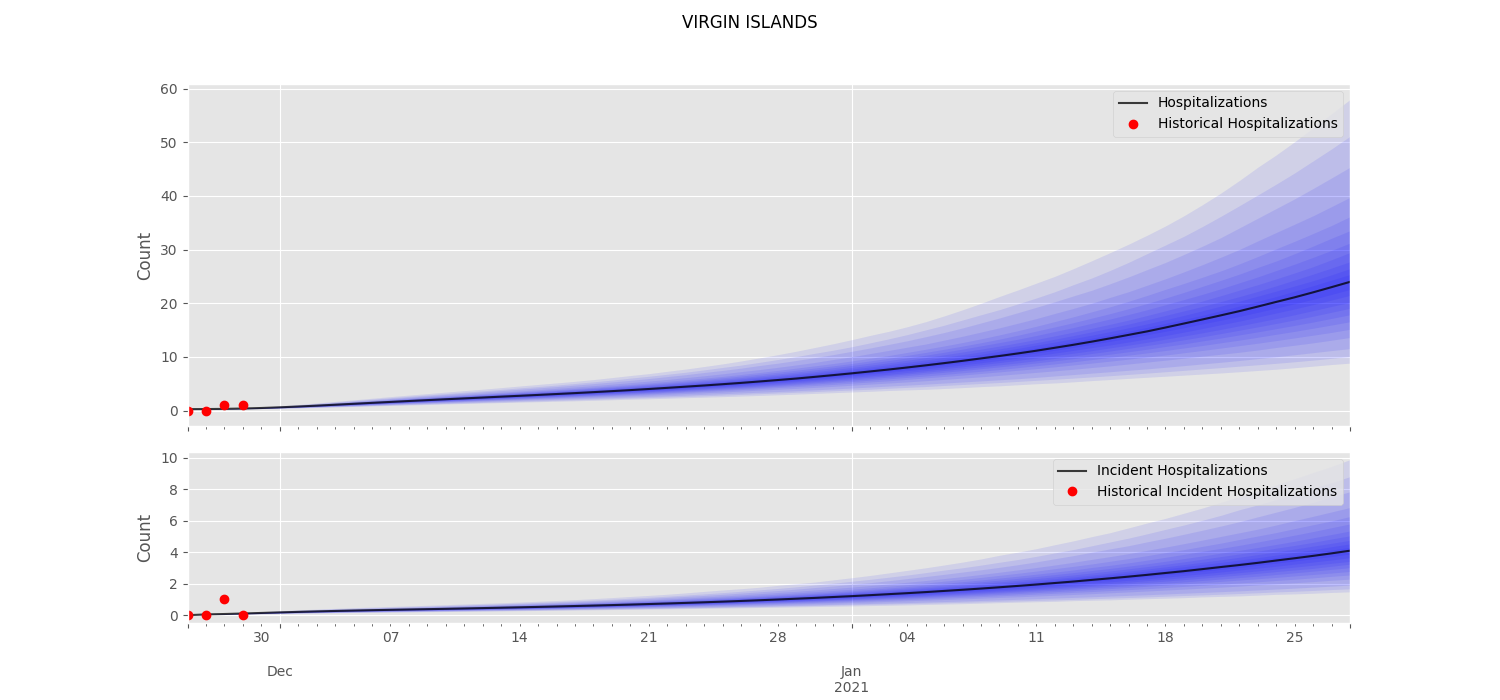 VIRGIN ISLANDS
60
50
40
30
20
10
0
Count
Hospitalizations
Historical Hospitalizations
10
8
6
4
2
0
Count
Incident Hospitalizations
Historical Incident Hospitalizations
30 07 14 21 28 04 11 18 25
Dec Jan
2021